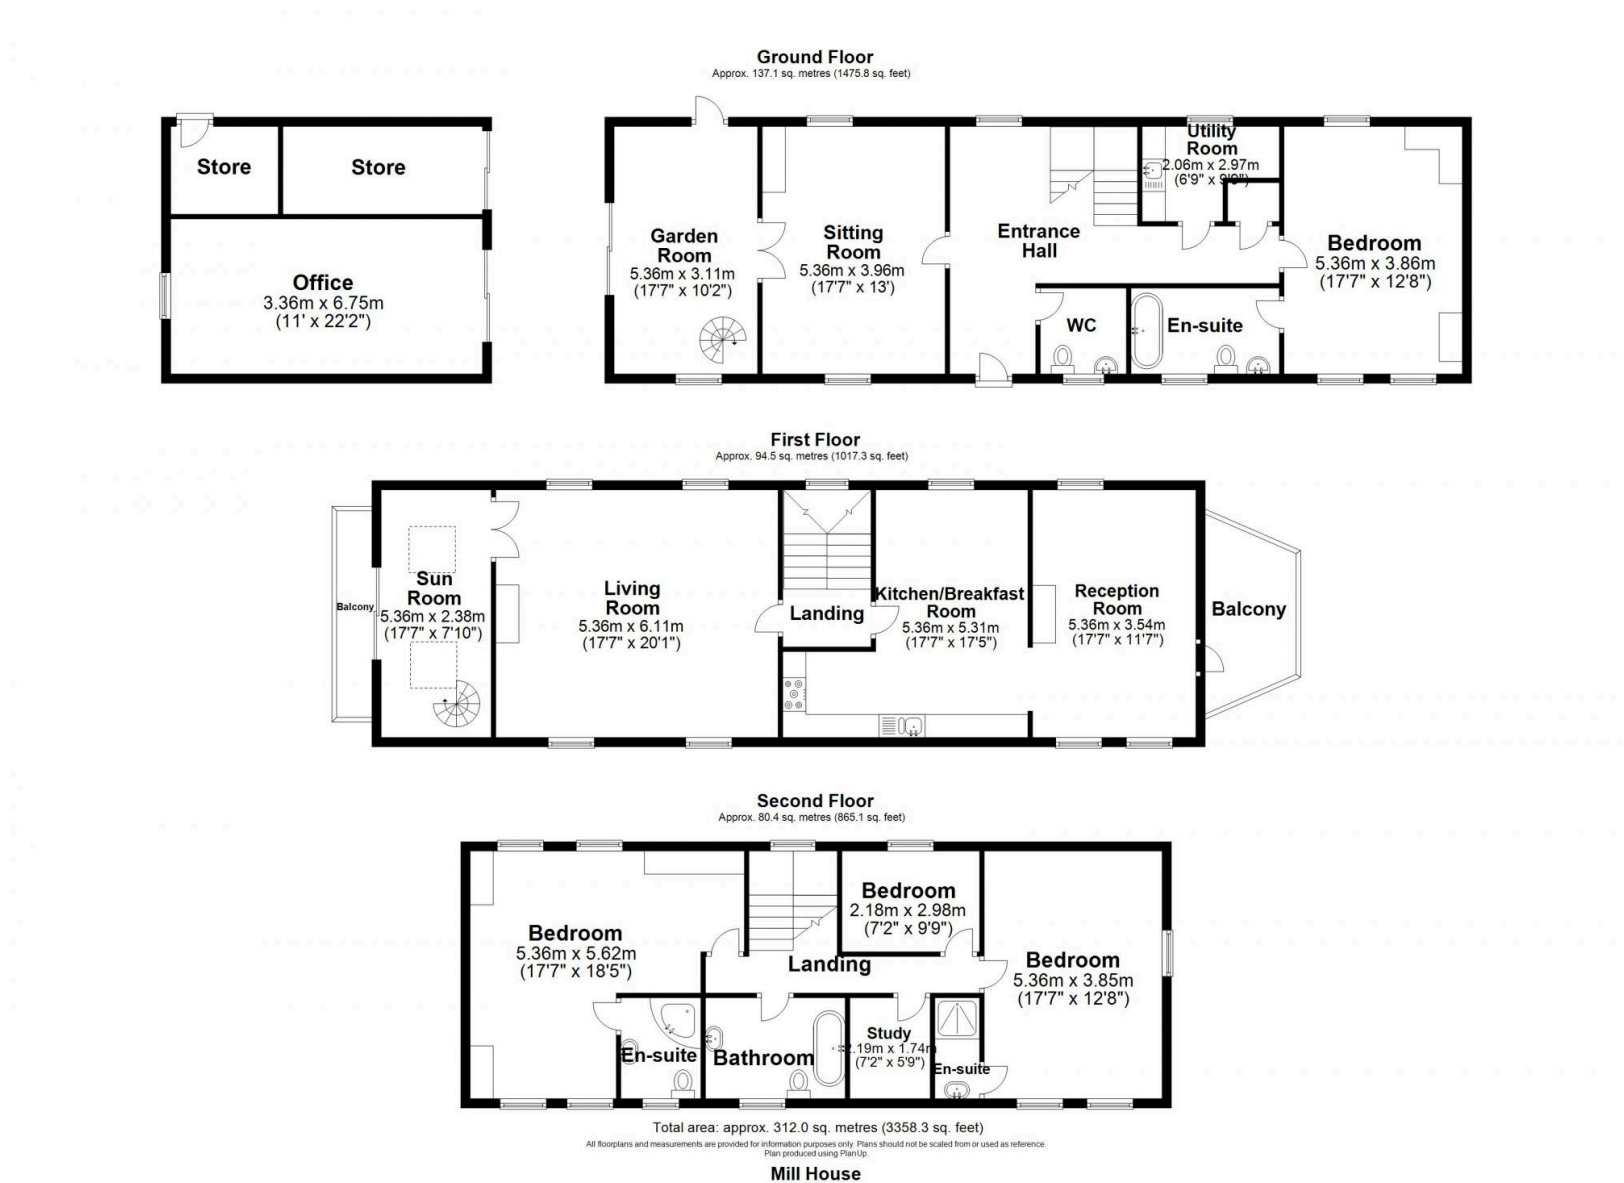 Ground Floor
Approx. 137.1 sq. metres (1475.8 sq. feet)
Store
Store
Office
3.36m x 6.75m
(11' x 22'2")
Garden
Room
5.36m x 3.11m
(17'7" x 10'2")
Sitting
Room
5.36m x 3.96m
(17'7" x 13')
Entrance
Hall
Utility
Room
2.06m x 2.97m
(6'9" x 9'9")
WC
En-suite
Bedroom
5.36m x 3.86m
(17'7" x 12'8")
First Floor
Approx. 94.5 sq. metres (1017.3 sq. feet)
Balcony
Sun
Room
5.36m x 2.38m
(17'7" x 7'10")
Living
Room
5.36m x 6.11m
(17'7" x 20'1")
Landing
Kitchen/Breakfast
Room
5.36m x 5.31m
(17'7" x 17'5")
Reception
Room
5.36m x 3.54m
(17'7" x 11'7")
Balcony
Second Floor
Approx. 80.4 sq. metres (865.1 sq. feet)
Bedroom
5.36m x 5.62m
(17'7" x 18'5")
En-suite
Landing
Bathroom
Bedroom
2.18m x 2.98m
(7'2" x 9'9")
Study
2.19m x 1.74m
(7'2" x 5'9")
En-suite
Bedroom
5.36m x 3.85m
(17'7" x 12'8")
Total area: approx. 312.0 sq. metres (3358.3 sq. feet)
All floorplans and measurements are provided for information purposes only. Plans should not be scaled from or used as reference.
Plan produced using PlanUp.
Mill House